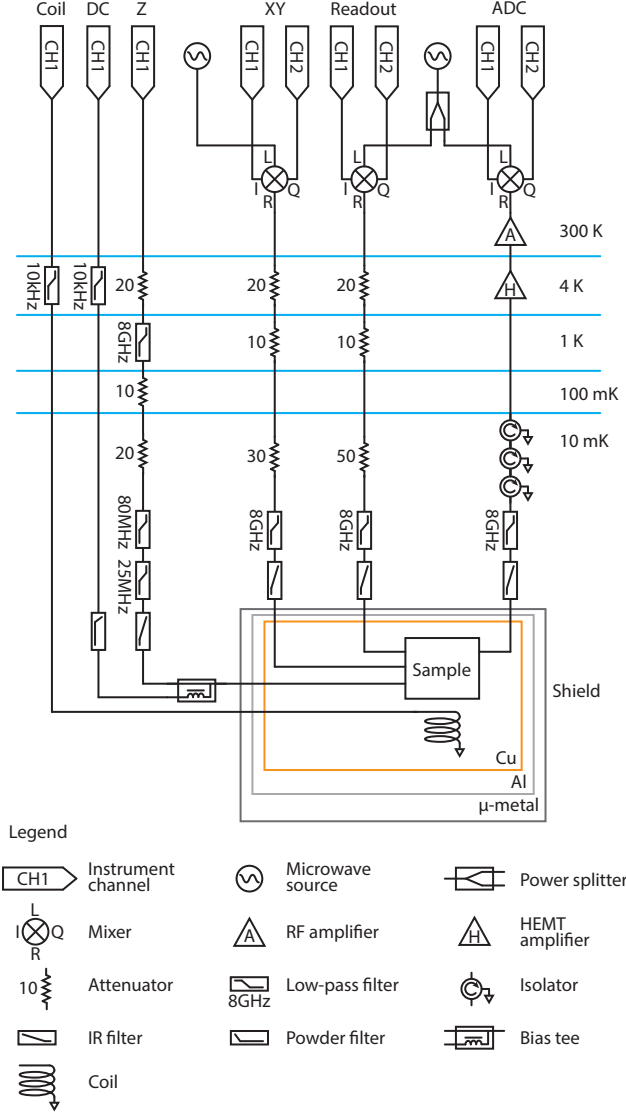 Coil DC Z XY Readout ADC
CH1 CH1 CH1 CH1 CH2 CH1 CH2 CH1 CH2
L L L
I Q I Q I Q
R R R
A 300 K
10kHz 10kHz 20 20 20 H 4 K
8GHz 10 10 1 K
10 100 mK
20 30 50 10 mK
80MHz 8GHz 8GHz 8GHz
25MHz
Sample
Shield
Cu
Al
μ-metal
Legend
CH1 Instrument channel
Microwave source
Power splitter
L
I Q Mixer
R
A RF amplifier
H HEMT amplifier
10 Attenuator
8GHz Low-pass filter
Isolator
IR filter
Powder filter
Bias tee
Coil